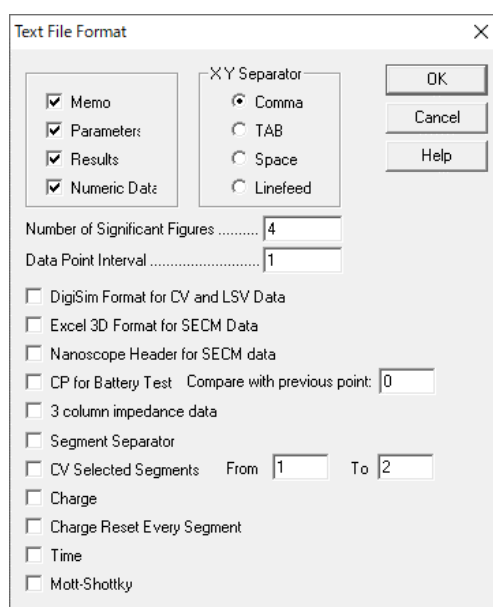 Text File Format
Memo
Parameters
Results
Numeric Data
XY Separator
Comma
TAB
Space
Linefeed
OK
Cancel
Help
Number of Significant Figures .......... 4
Data Point Interval ........................... 1
DigiSim Format for CV and LSV Data
Excel 3D Format for SECM Data
Nanoscope Header for SECM data
CP for Battery Test Compare with previous point: 0
3 column impedance data
Segment Separator
CV Selected Segments From 1 To 2
Charge
Charge Reset Every Segment
Time
Mott-Shottky